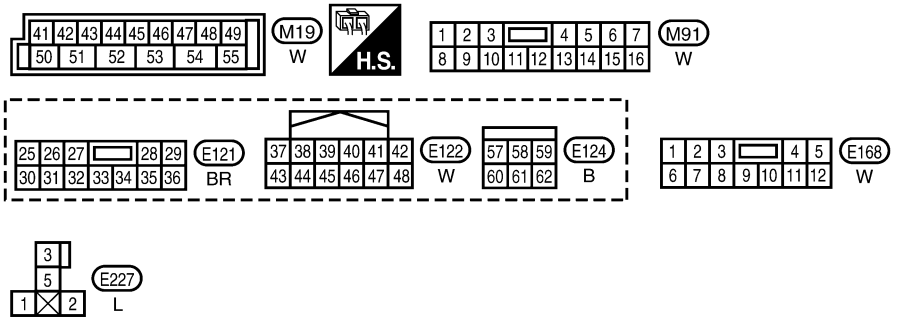 41 42 43 44 45 46 47 48 49 M19
50 51 52 53 54 55 W
H.S.
1 2 3 4 5 6 7 M91
8 9 10 11 12 13 14 15 16 W
25 26 27 28 29 E121
30 31 32 33 34 35 36 BR
37 38 39 40 41 42 E122
43 44 45 46 47 48 W
57 58 59 E124
60 61 62 B
1 2 3 4 5 E168
6 7 8 9 10 11 12 W
3
5 E227
1 2 L